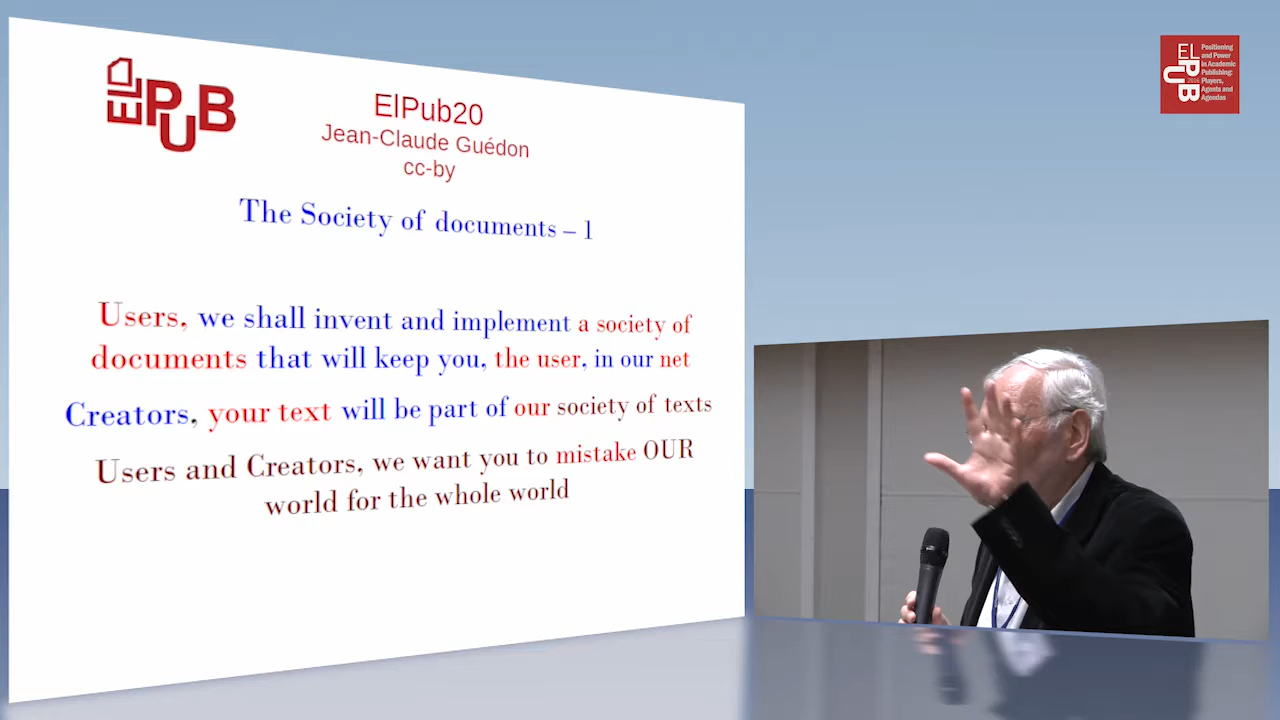 ELPUB
ElPub20
Jean-Claude Guédon
cc-by
The Society of documents – 1
Users, we shall invent and implement a society of
documents that will keep you, the user, in our net
Creators, your text will be part of our society of texts
Users and Creators, we want you to mistake OUR
world for the whole world
ELPUB
2016
Positioning
and Power
in Academic
Publishing:
Players,
Agents and
Agendas